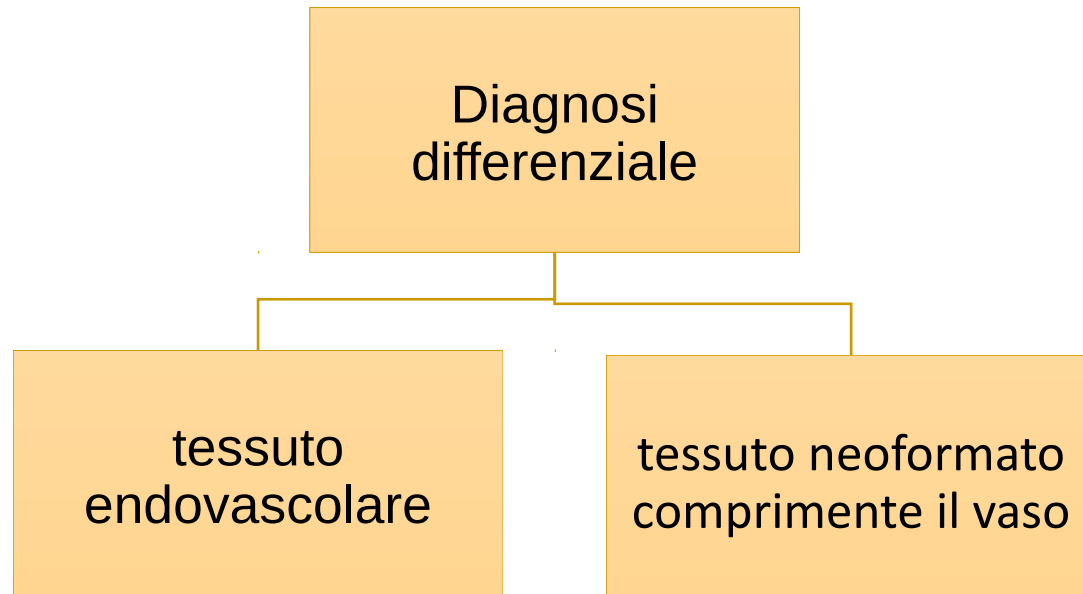 Diagnosi
differenziale
tessuto
endovascolare
tessuto neoformato
comprimente il vaso